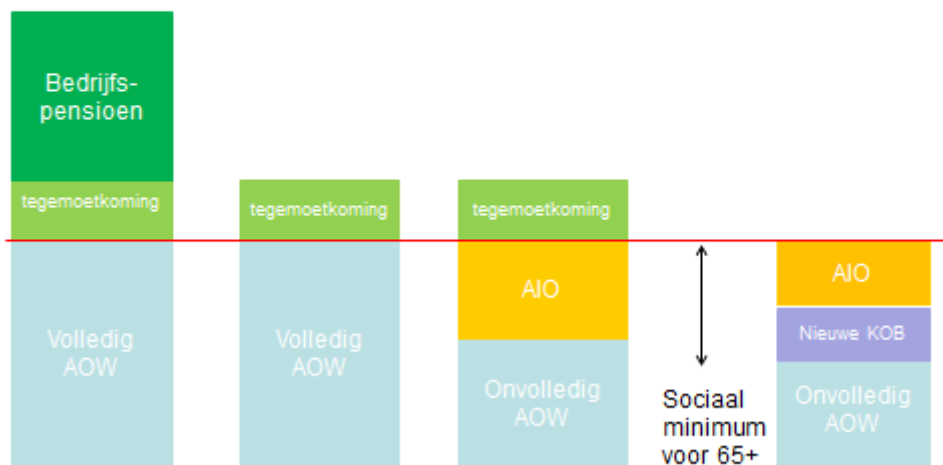 Bedrijfs-
pensioen
tegemoetkoming
Volledig
AOW
tegemoetkoming
Volledig
AOW
tegemoetkoming
AIO
Onvolledig
AOW
Sociaal
minimum
voor 65+
AIO
Nieuwe KOB
Onvolledig
AOW